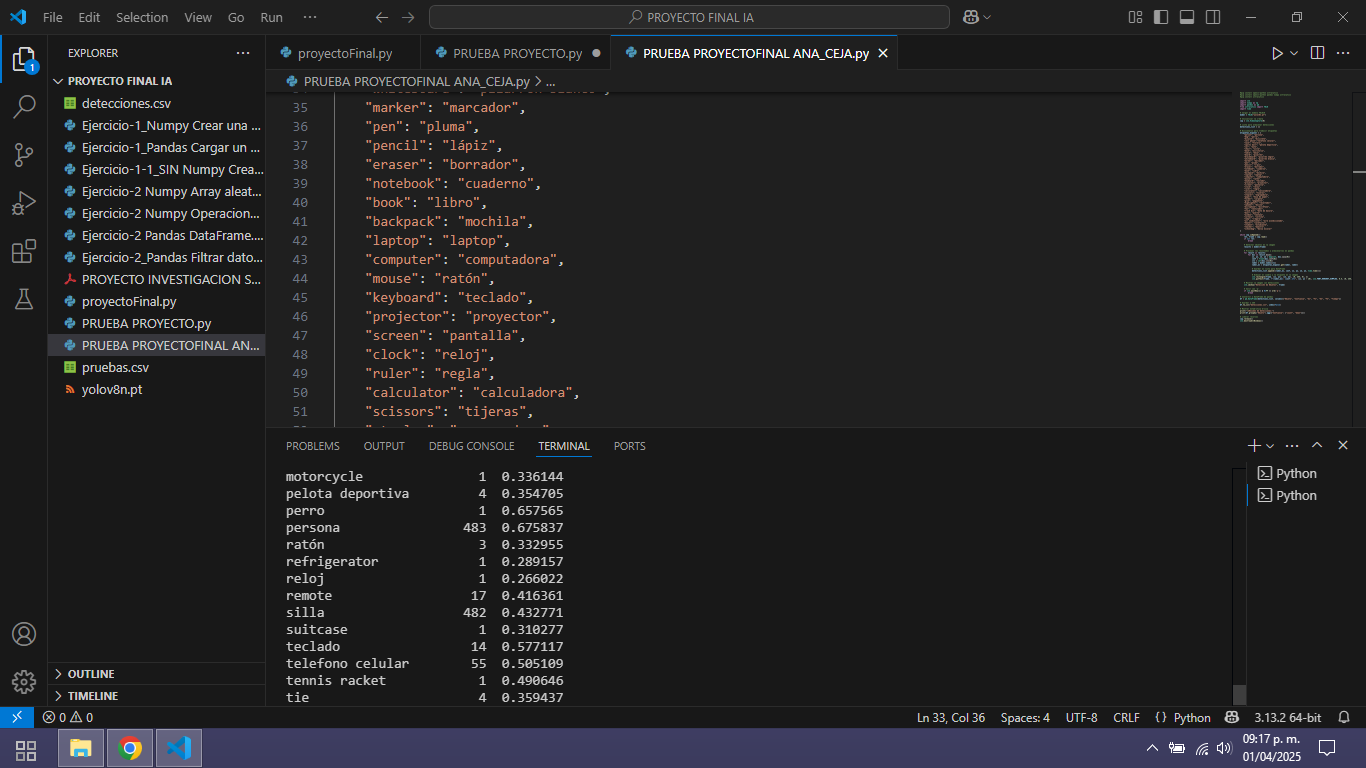 File Edit Selection View Go Run ··· PROYECTO FINAL IA
EXPLORER ···
PROYECTO FINAL IA
detecciones.csv
Ejercicio-1_Numpy Crear una ...
Ejercicio-1_Pandas Cargar un ...
Ejercicio-1-1_SIN Numpy Crea...
Ejercicio-2 Numpy Array aleat...
Ejercicio-2 Numpy Operacion...
Ejercicio-2 Pandas DataFrame....
Ejercicio-2_Pandas Filtrar dato...
PROYECTO INVESTIGACION S...
proyectoFinal.py
PRUEBA PROYECTO.py
PRUEBA PROYECTOFINAL AN...
pruebas.csv
yolov8n.pt
OUTLINE
TIMELINE
1
proyectoFinal.py PRUEBA PROYECTO.py PRUEBA PROYECTOFINAL ANA_CEJA.py
PRUEBA PROYECTOFINAL ANA_CEJA.py > ...
35 "marker": "marcador",
36 "pen": "pluma",
37 "pencil": "lápiz",
38 "eraser": "borrador",
39 "notebook": "cuaderno",
40 "book": "libro",
41 "backpack": "mochila",
42 "laptop": "laptop",
43 "computer": "computadora",
44 "mouse": "ratón",
45 "keyboard": "teclado",
46 "projector": "proyector",
47 "screen": "pantalla",
48 "clock": "reloj",
49 "ruler": "regla",
50 "calculator": "calculadora",
51 "scissors": "tijeras",
PROBLEMS OUTPUT DEBUG CONSOLE TERMINAL PORTS
motorcycle 1 0.336144
pelota deportiva 4 0.354705
perro 1 0.657565
persona 483 0.675837
ratón 3 0.332955
refrigerator 1 0.289157
reloj 1 0.266022
remote 17 0.416361
silla 482 0.432771
suitcase 1 0.310277
teclado 14 0.577117
telefono celular 55 0.505109
tennis racket 1 0.490646
tie 4 0.359437
Python
Python
0 0 Ln 33, Col 36 Spaces: 4 UTF-8 CRLF {} Python 3.13.2 64-bit
09:17 p. m.
01/04/2025